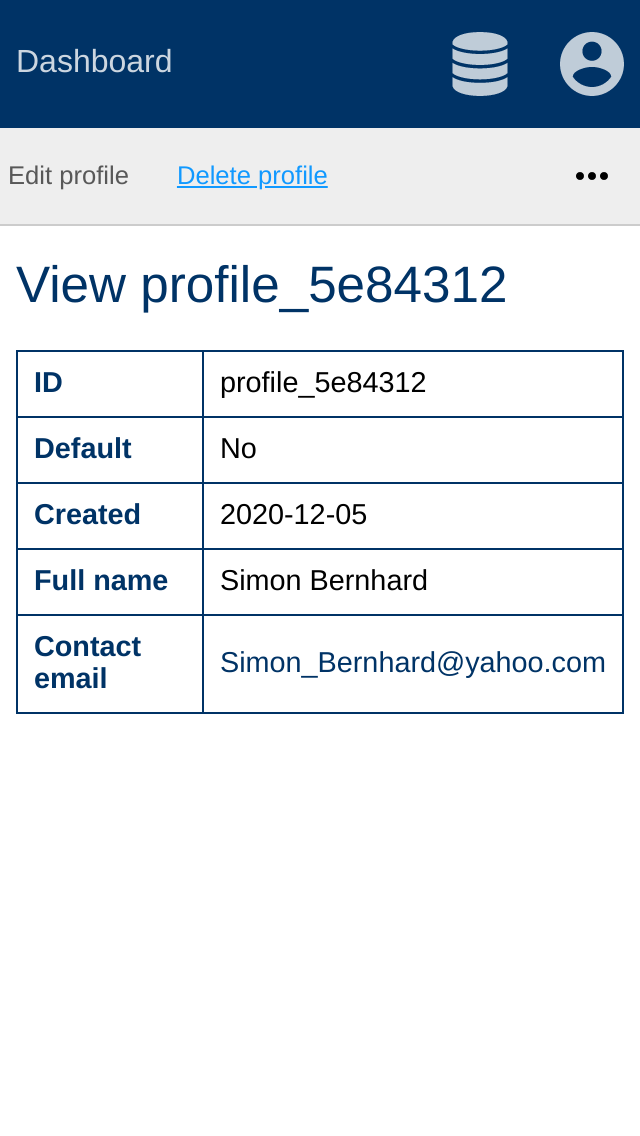 Dashboard
Edit profile Delete profile
View profile_5e84312
ID profile_5e84312
Default No
Created 2020-12-05
Full name Simon Bernhard
Contact
email Simon_Bernhard@yahoo.com